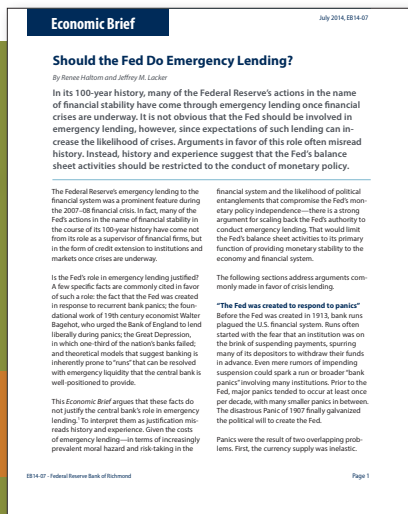 Economic Brief
July 2014, EB14-07
Should the Fed Do Emergency Lending?
By Renee Haltom and Jeffrey M. Lacker
In its 100-year history, many of the Federal Reserve's actions in the name
of financial stability have come through emergency lending once financial
crises are underway. It is not obvious that the Fed should be involved in
emergency lending, however, since expectations of such lending can in-
crease the likelihood of crises. Arguments in favor of this role often misread
history. Instead, history and experience suggest that the Fed's balance
sheet activities should be restricted to the conduct of monetary policy.
The Federal Reserve's emergency lending to the
financial system was a prominent feature during
the 2007–08 financial crisis. In fact, many of the
Fed's actions in the name of financial stability in
the course of its 100-year history have come not
from its role as a supervisor of financial firms, but
in the form of credit extension to institutions and
markets once crises are underway.
Is the Fed's role in emergency lending justified?
A few specific facts are commonly cited in favor
of such a role: the fact that the Fed was created
in response to recurrent bank panics; the foun-
dational work of 19th century economist Walter
Bagehot, who urged the Bank of England to lend
liberally during panics; the Great Depression,
in which one-third of the nation's banks failed;
and theoretical models that suggest banking is
inherently prone to "runs" that can be resolved
with emergency liquidity that the central bank is
well-positioned to provide.
This Economic Brief argues that these facts do
not justify the central bank's role in emergency
lending.¹ To interpret them as justification mis-
reads history and experience. Given the costs
of emergency lending—in terms of increasingly
prevalent moral hazard and risk-taking in the
financial system and the likelihood of political
entanglements that compromise the Fed's mon-
etary policy independence—there is a strong
argument for scaling back the Fed's authority to
conduct emergency lending. That would limit
the Fed's balance sheet activities to its primary
function of providing monetary stability to the
economy and financial system.
The following sections address arguments com-
monly made in favor of crisis lending.
"The Fed was created to respond to panics"
Before the Fed was created in 1913, bank runs
plagued the U.S. financial system. Runs often
started with the fear that an institution was on
the brink of suspending payments, spurring
many of its depositors to withdraw their funds
in advance. Even mere rumors of impending
suspension could spark a run or broader "bank
panics" involving many institutions. Prior to the
Fed, major panics tended to occur at least once
per decade, with many smaller panics in between.
The disastrous Panic of 1907 finally galvanized
the political will to create the Fed.
Panics were the result of two overlapping prob-
lems. First, the currency supply was inelastic.
EB14-07 - Federal Reserve Bank of Richmond
Page 1